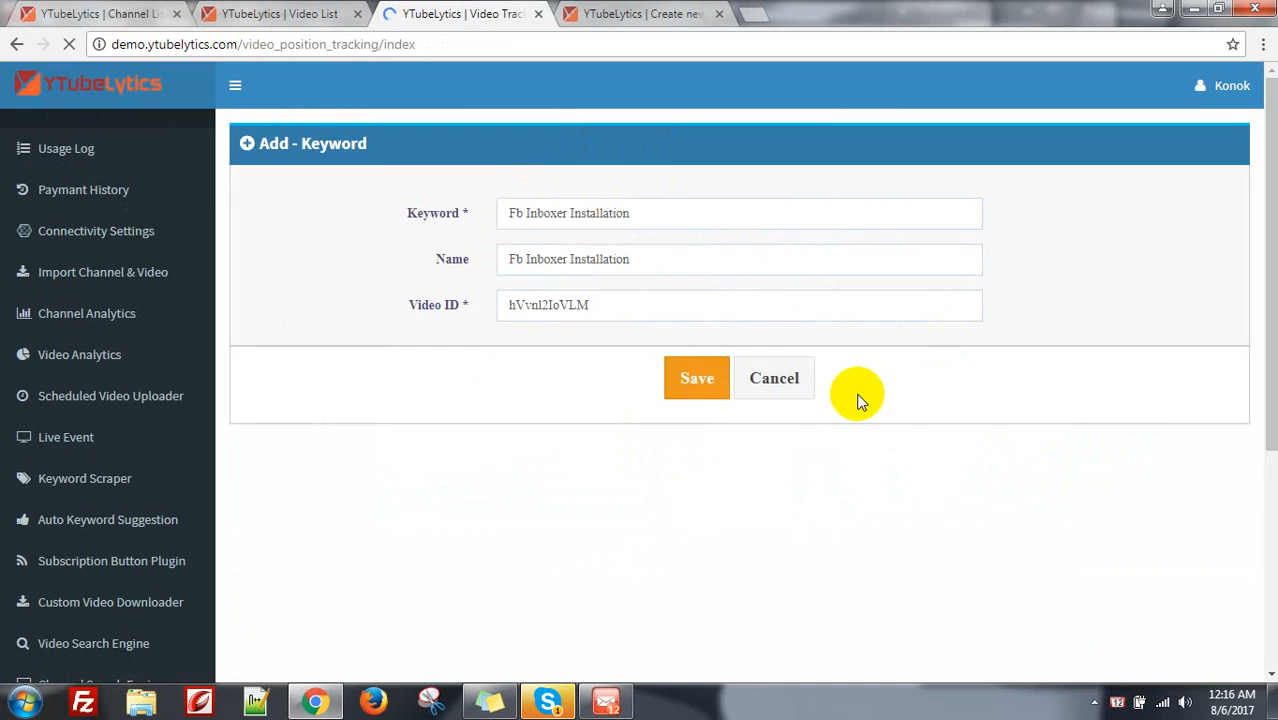 YTubeLytics | Channel Lis
YTubeLytics | Video List
YTubeLytics | Video Trac
YTubeLytics | Create new
demo.ytubelytics.com/video_position_tracking/index
YTubeLytics
Konok
Add - Keyword
Usage Log
Paymant History
Connectivity Settings
Import Channel & Video
Channel Analytics
Video Analytics
Scheduled Video Uploader
Live Event
Keyword Scraper
Auto Keyword Suggestion
Subscription Button Plugin
Custom Video Downloader
Video Search Engine
Keyword * Fb Inboxer Installation
Name Fb Inboxer Installation
Video ID * hVvnl2IoVLM
Save Cancel
12:16 AM
8/6/2017